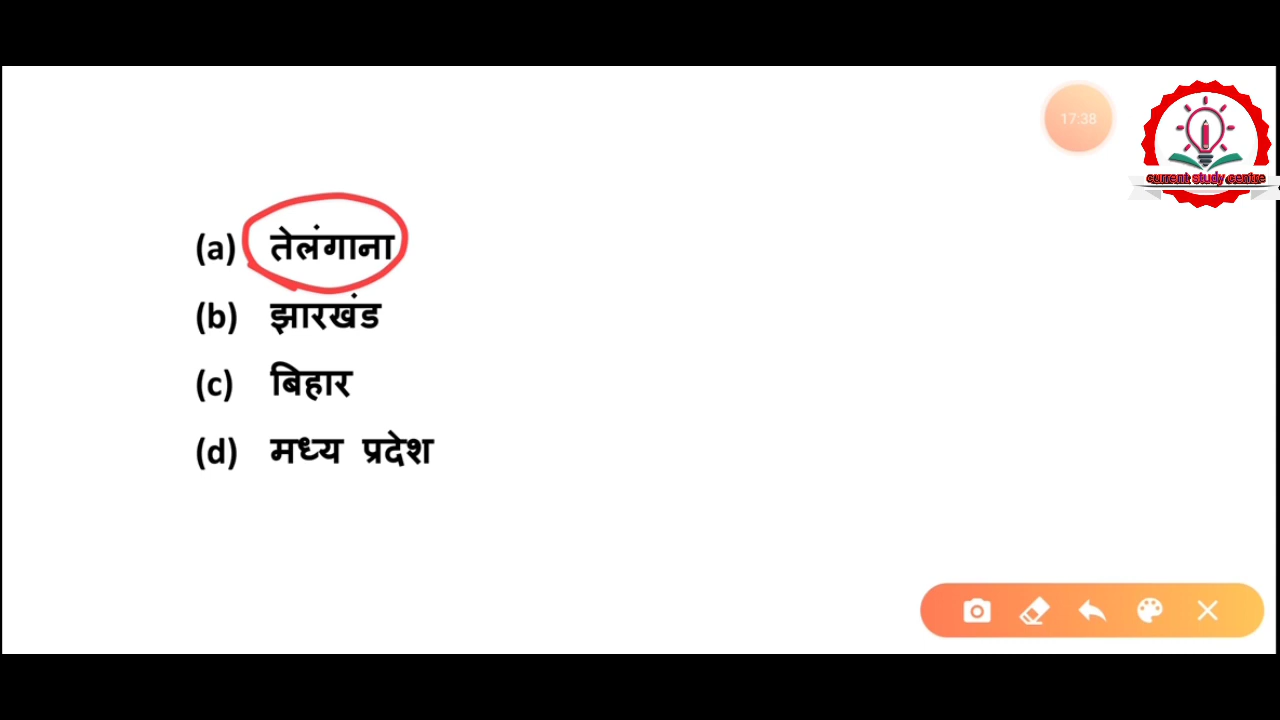 17:38
current study centre
(a) तेलंगाना
(b) झारखंड
(c) बिहार
(d) मध्य प्रदेश